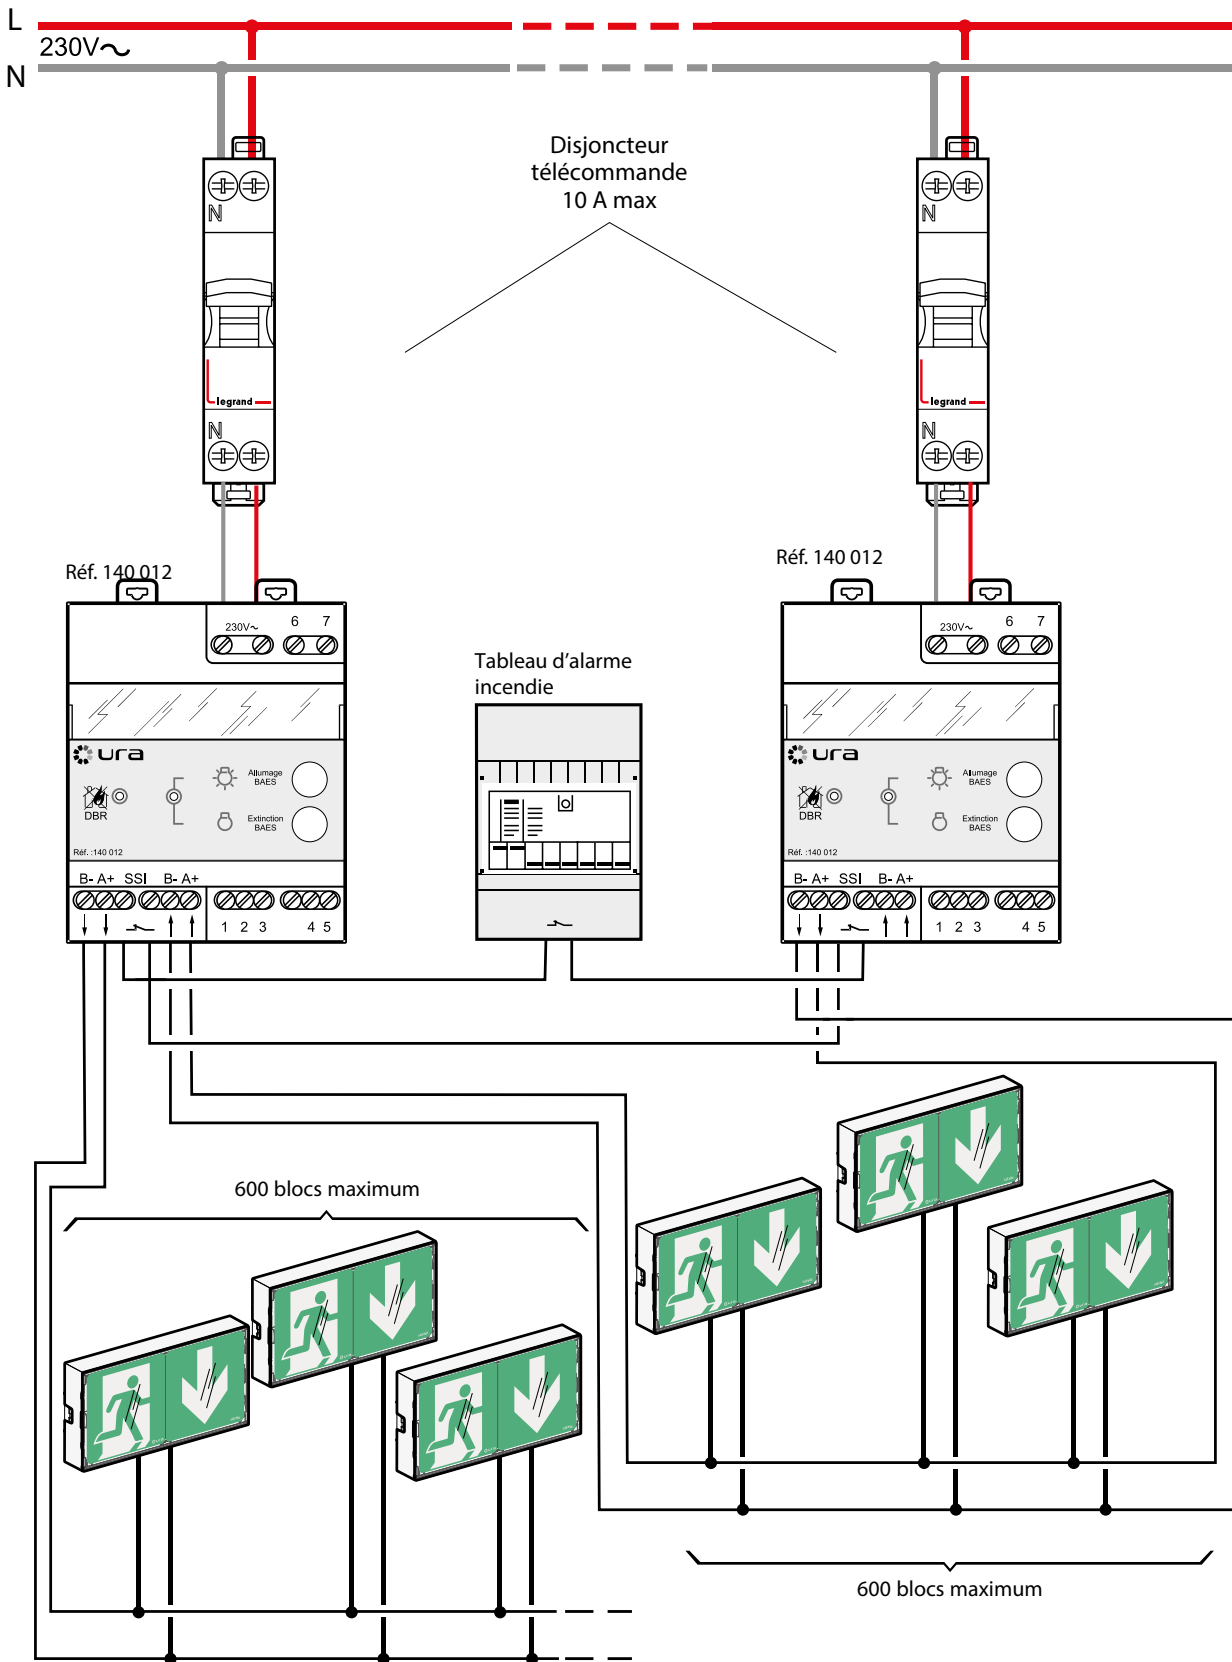 L
230V~
N
Disjoncteur
télécommande
10 A max
N
N
legrand
legrand
N
N
Réf. 140 012
Réf. 140 012
230V~ 6 7
230V~ 6 7
Tableau d'alarme
incendie
ura
ura
Allumage
BAES
Allumage
BAES
DBR
DBR
Extinction
BAES
Extinction
BAES
Réf. :140 012
Réf. :140 012
B- A+ SSI B- A+
B- A+ SSI B- A+
1 2 3 4 5
1 2 3 4 5
600 blocs maximum
600 blocs maximum